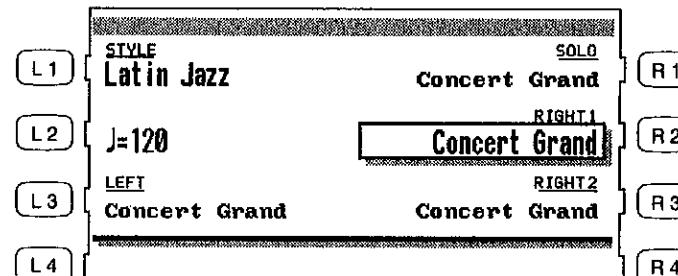 STYLE SOLO
L1 Latin Jazz Concert Grand R1
RIGHT1
L2 ♩=120 Concert Grand R2
LEFT RIGHT2
L3 Concert Grand Concert Grand R3
L4 R4